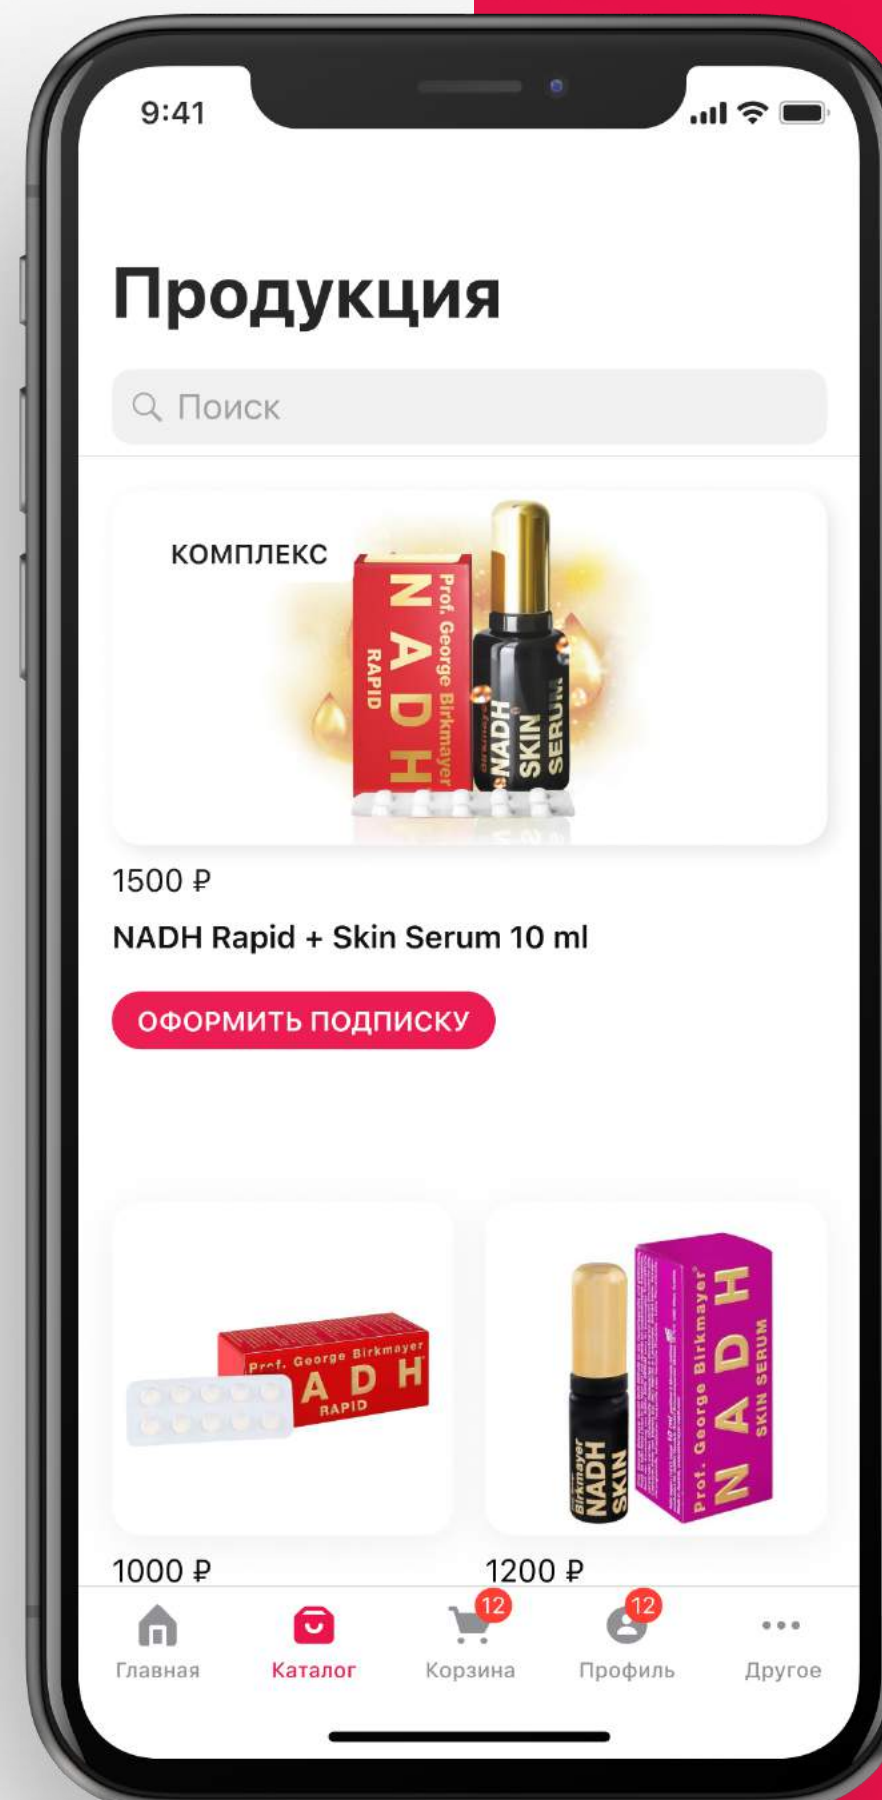 9:41
Продукция
Поиск
КОМПЛЕКС
Prof. George Birkmayer
NADH
RAPID
NADH
SKIN
SERUM
1500 ₽
NADH Rapid + Skin Serum 10 ml
ОФОРМИТЬ ПОДПИСКУ
Prof. George Birkmayer
A D H
RAPID
Birkmayer
NADH
SKIN
Prof. George Birkmayer
NADH
SKIN SERUM
1000 ₽
1200 ₽
12
12
Главная
Каталог
Корзина
Профиль
Другое